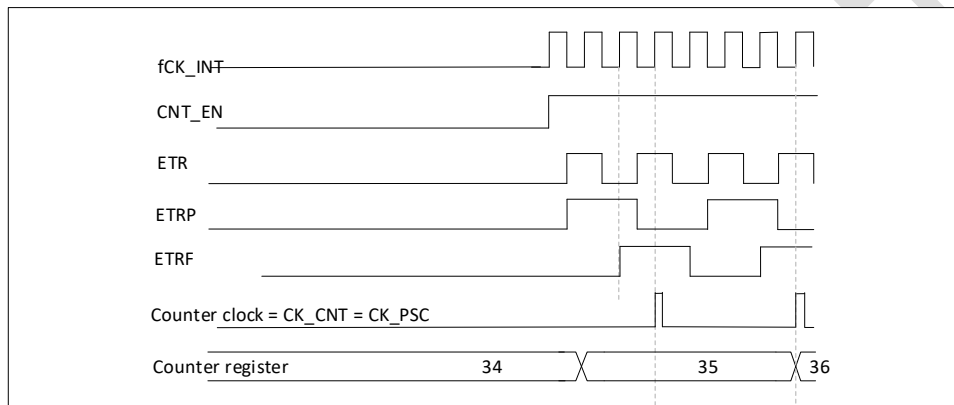 fCK_INT
CNT_EN
ETR
ETRP
ETRF
Counter clock = CK_CNT = CK_PSC
Counter register 34 35 36